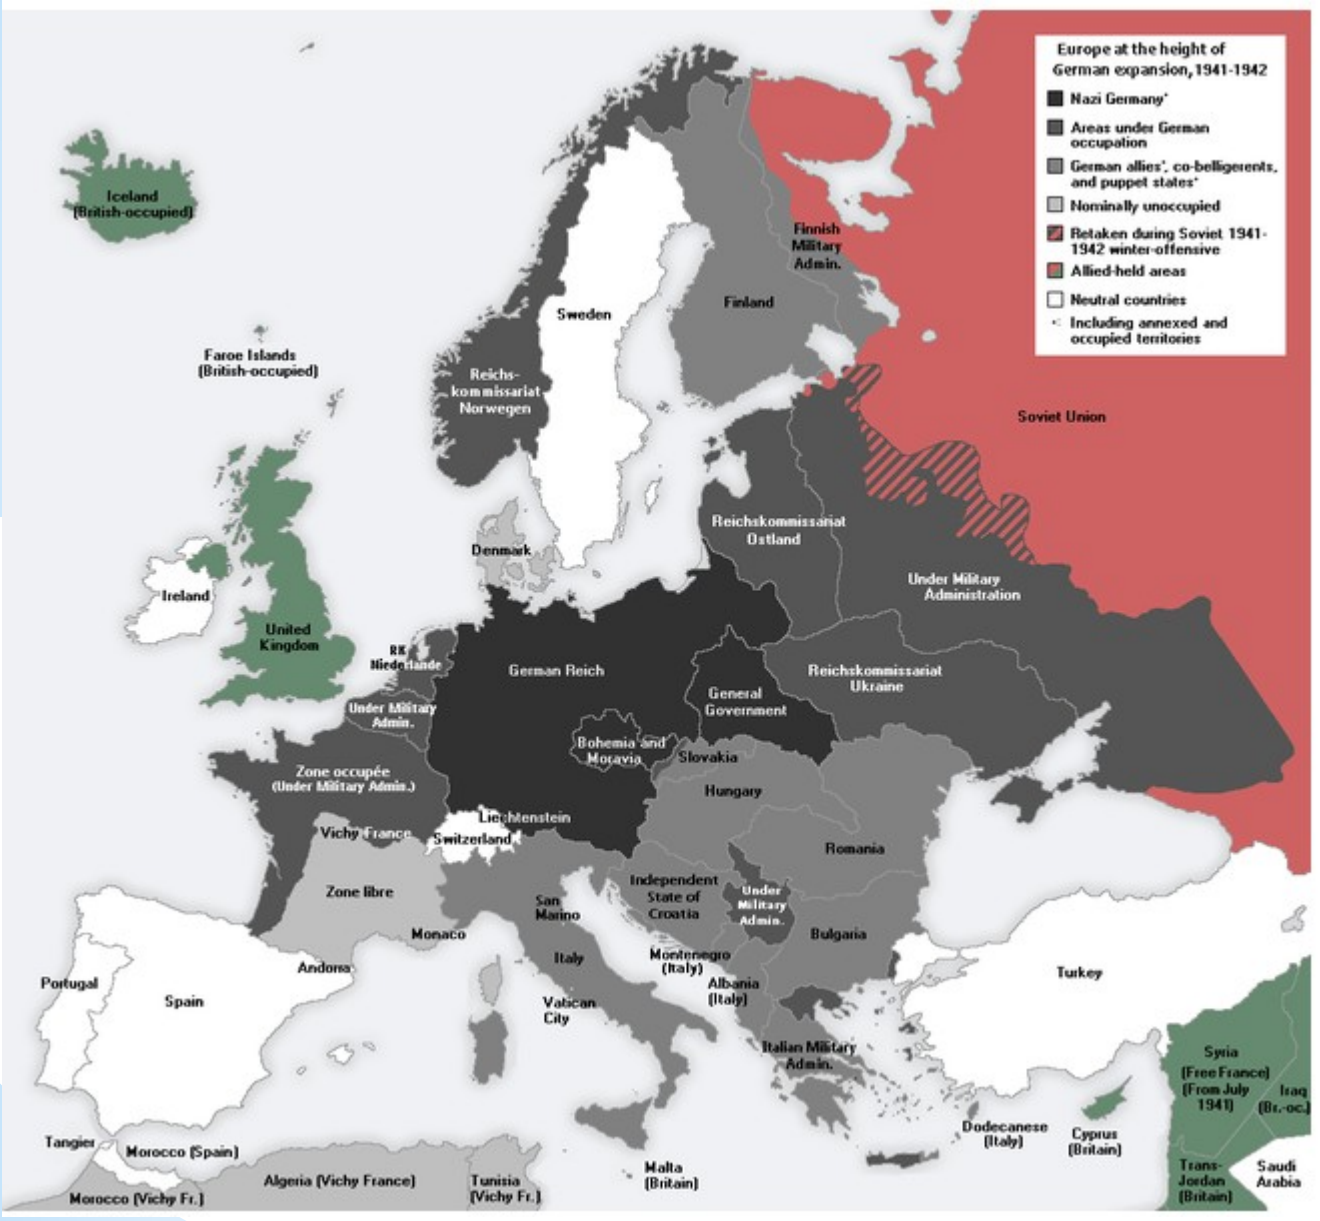 Europe at the height of
German expansion, 1941-1942
Nazi Germany*
Areas under German
occupation
German allies*, co-belligerents,
and puppet states*
Nominally unoccupied
Retaken during Soviet 1941-
1942 winter-offensive
Allied-held areas
Neutral countries
*: Including annexed and
occupied territories
Iceland
(British-occupied)
Faroe Islands
(British-occupied)
Finnish
Military
Admin.
Finland
Sweden
Reichs-
kommissariat
Norwegen
Soviet Union
Reichskommissariat
Ostland
Denmark
Under Military
Administration
Ireland
United
Kingdom
RK
Niederlande
German Reich
Reichskommissariat
Ukraine
General
Government
Under Military
Admin.
Bohemia and
Moravia
Slovakia
Zone occupée
(Under Military Admin.)
Hungary
Liechtenstein
Vichy France
Switzerland
Romania
Zone libre
Independent
State of
Croatia
Under
Military
Admin.
San
Marino
Monaco
Bulgaria
Italy
Montenegro
(Italy)
Andorra
Portugal
Spain
Albania
(Italy)
Turkey
Vatican
City
Italian Military
Admin.
Syria
(Free France)
(From July
1941)
Iraq
(Br.-oc.)
Dodecanese
(Italy)
Cyprus
(Britain)
Tangier
Morocco (Spain)
Algeria (Vichy France)
Tunisia
(Vichy Fr.)
Malta
(Britain)
Trans-
Jordan
(Britain)
Saudi
Arabia
Morocco (Vichy Fr.)